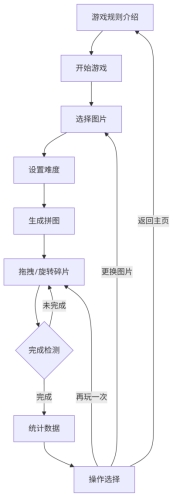 游戏规则介绍
开始游戏
选择图片
设置难度
生成拼图
拖拽/旋转碎片
未完成
完成检测
完成
统计数据
操作选择
再玩一次
更换图片
返回主页